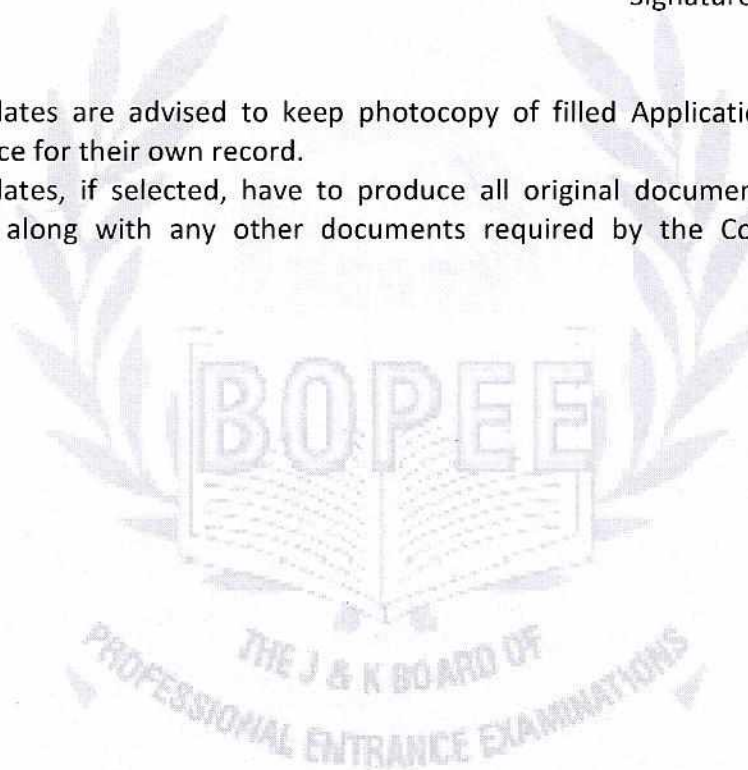 lates are advised to keep photocopy of filled Applicatio
ce for their own record.
lates, if selected, have to produce all original documen
along with any other documents required by the Co
BOPEE
THE J & K BOARD OF
PROFESSIONAL ENTRANCE EXAMINATIONS